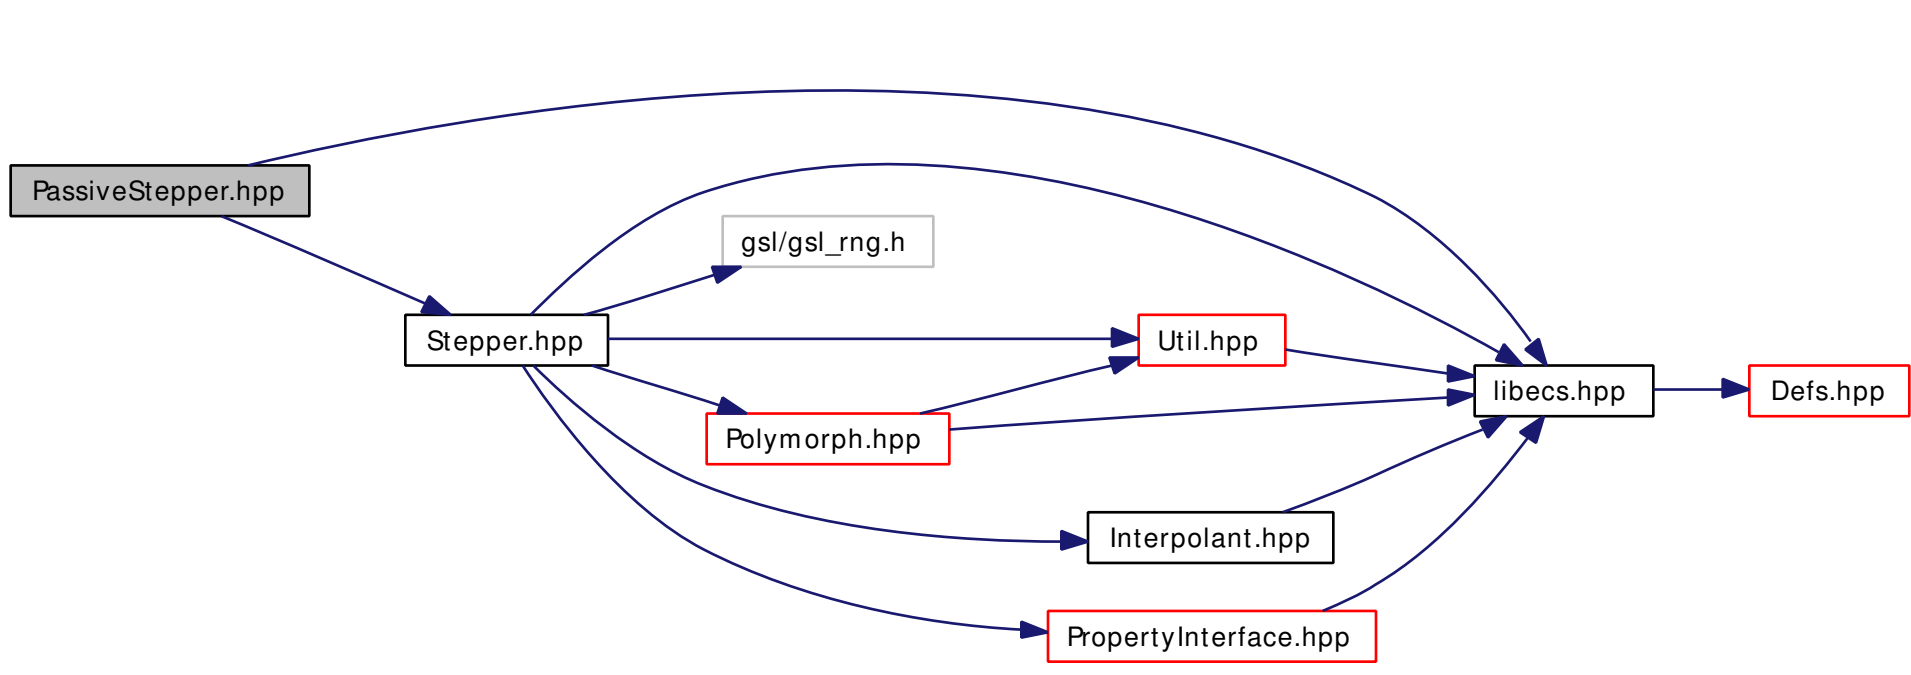 PassiveStepper.hpp
gsl/gsl_rng.h
Stepper.hpp
Util.hpp
libecs.hpp
Defs.hpp
Polymorph.hpp
Interpolant.hpp
PropertyInterface.hpp